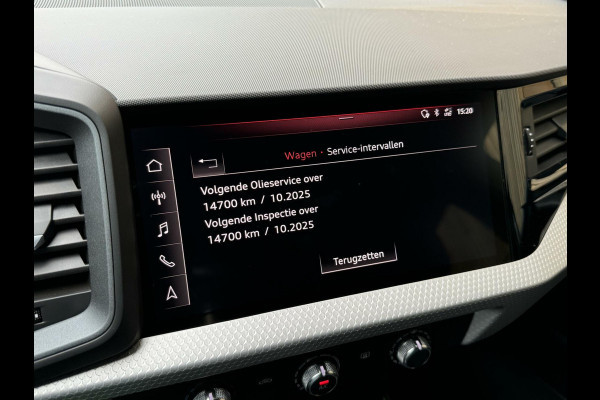 15:20
Wagen • Service-intervallen
Volgende Olieservice over
14700 km / 10.2025
Volgende Inspectie over
14700 km / 10.2025
Terugzetten